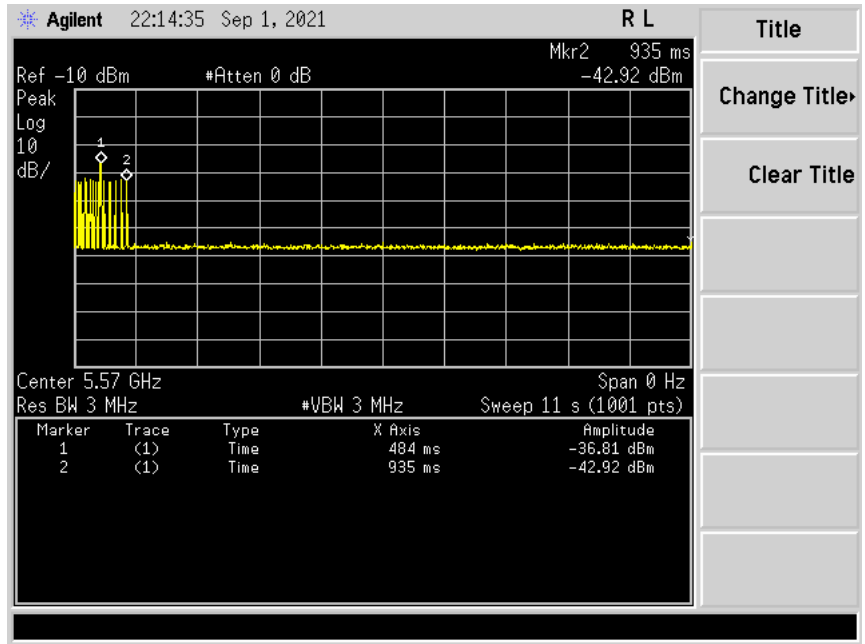 Agilent 22:14:35 Sep 1, 2021 R L
Mkr2 935 ms
Ref -10 dBm #Atten 0 dB -42.92 dBm
Peak
Log
10
dB/
1
2
Center 5.57 GHz Span 0 Hz
Res BW 3 MHz #VBW 3 MHz Sweep 11 s (1001 pts)
Marker Trace Type X Axis Amplitude
1 (1) Time 484 ms -36.81 dBm
2 (1) Time 935 ms -42.92 dBm
Title
Change Title
Clear Title